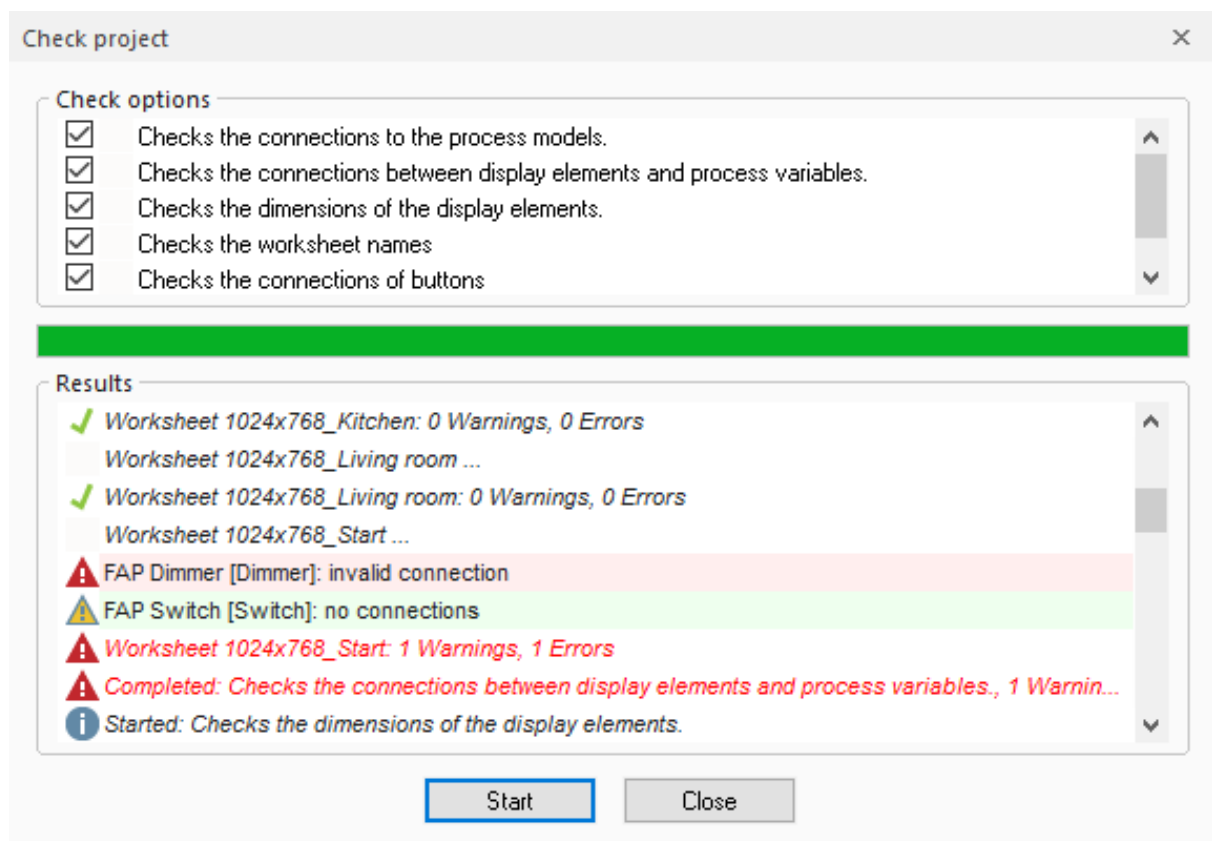 Check project
Check options
Checks the connections to the process models.
Checks the connections between display elements and process variables.
Checks the dimensions of the display elements.
Checks the worksheet names
Checks the connections of buttons
Results
Worksheet 1024x768_Kitchen: 0 Warnings, 0 Errors
Worksheet 1024x768_Living room ...
Worksheet 1024x768_Living room: 0 Warnings, 0 Errors
Worksheet 1024x768_Start ...
FAP Dimmer [Dimmer]: invalid connection
FAP Switch [Switch]: no connections
Worksheet 1024x768_Start: 1 Warnings, 1 Errors
Completed: Checks the connections between display elements and process variables., 1 Warnin...
Started: Checks the dimensions of the display elements.
Start Close